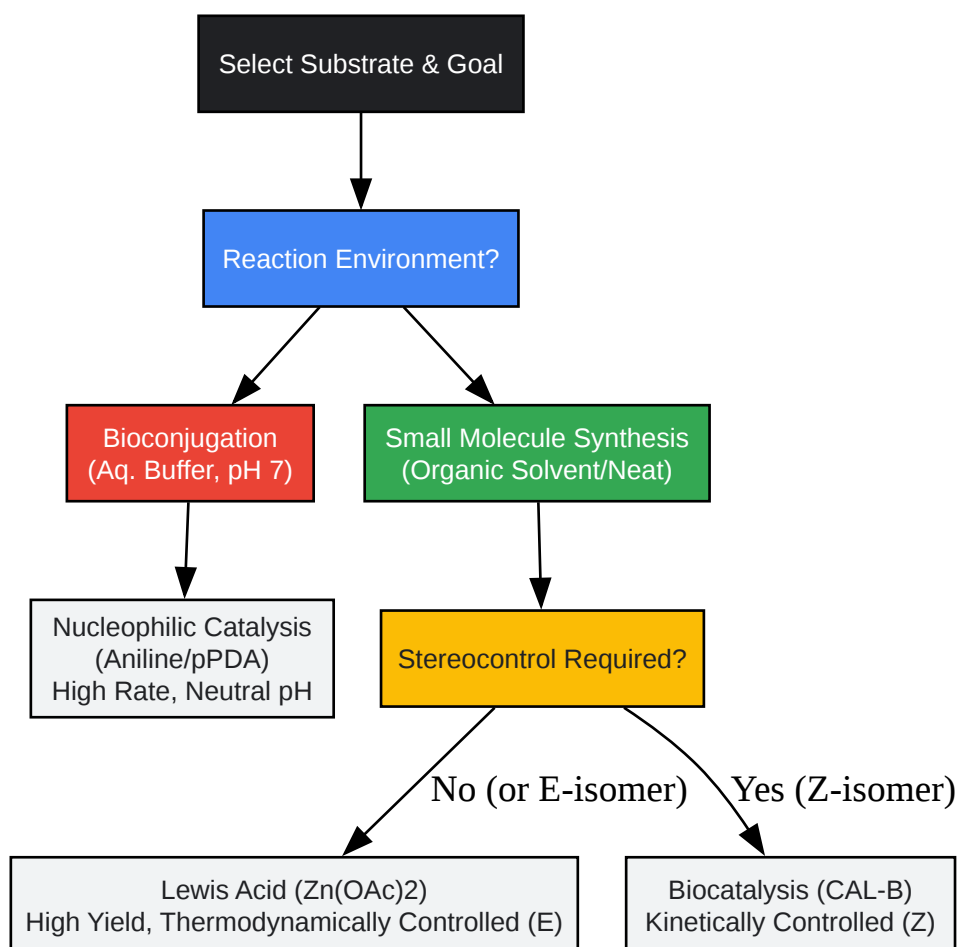 Select Substrate & Goal
Reaction Environment?
Bioconjugation
(Aq. Buffer, pH 7)
Small Molecule Synthesis
(Organic Solvent/Neat)
Nucleophilic Catalysis
(Aniline/pPDA)
High Rate, Neutral pH
Stereocontrol Required?
No (or E-isomer)
Yes (Z-isomer)
Lewis Acid (Zn(OAc)2)
High Yield, Thermodynamically Controlled (E)
Biocatalysis (CAL-B)
Kinetically Controlled (Z)